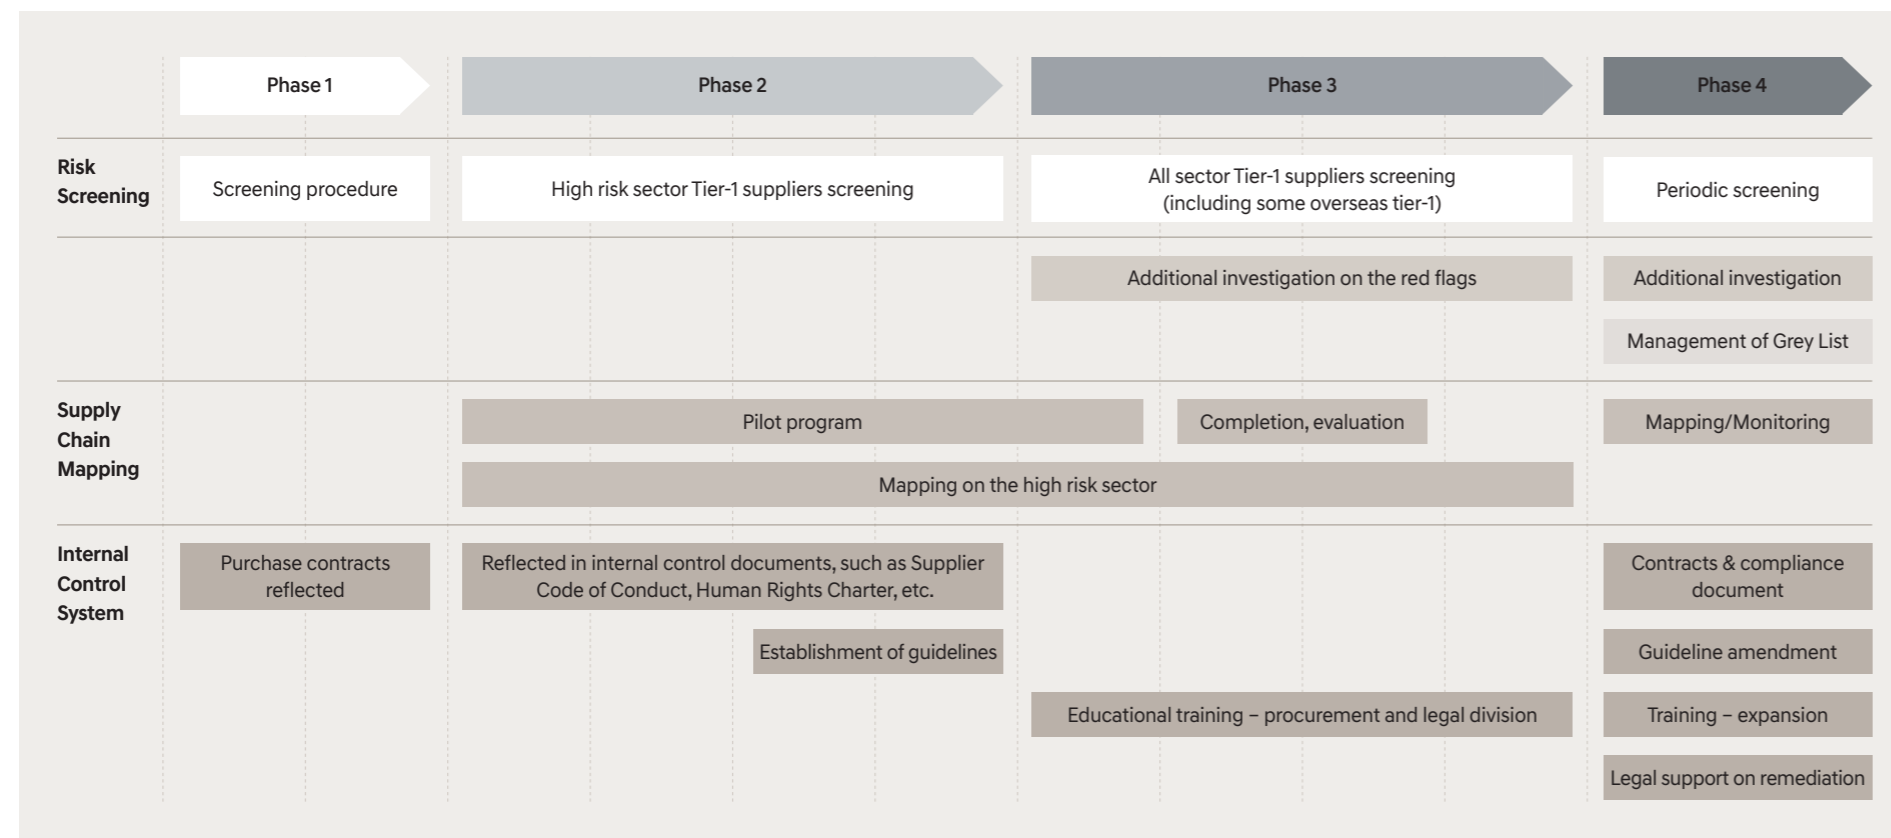 Phase 1
Phase 2
Phase 3
Phase 4
Risk
Screening
Screening procedure
High risk sector Tier-1 suppliers screening
All sector Tier-1 suppliers screening
(including some overseas tier-1)
Periodic screening
Additional investigation on the red flags
Additional investigation
Management of Grey List
Supply
Chain
Mapping
Pilot program
Completion, evaluation
Mapping/Monitoring
Mapping on the high risk sector
Internal
Control
System
Purchase contracts
reflected
Reflected in internal control documents, such as Supplier
Code of Conduct, Human Rights Charter, etc.
Contracts & compliance
document
Establishment of guidelines
Guideline amendment
Educational training – procurement and legal division
Training – expansion
Legal support on remediation